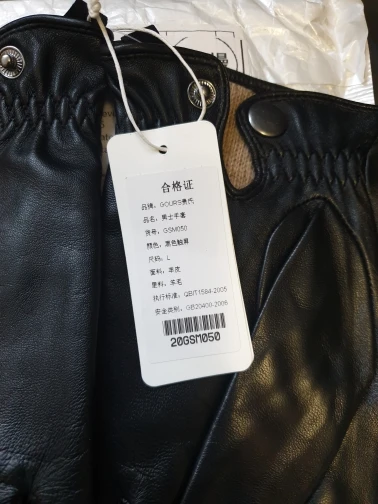 合格证
品牌：GOURS贵氏
品名：男士手套
货号：GSM050
颜色：黑色触屏
尺码：L
面料：羊皮
里料：羊毛
执行标准：QB/T1584-2005
安全类别：GB20400-2006
20GSM050